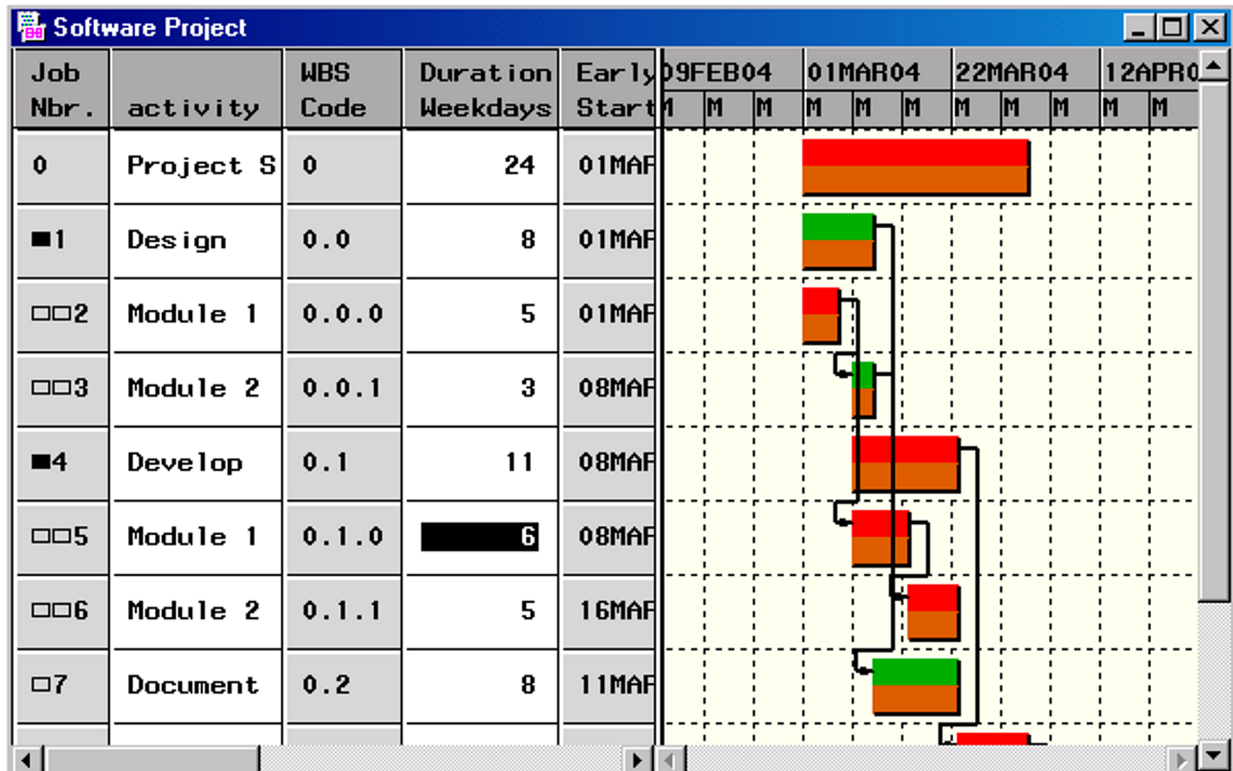 Software Project
Job Nbr. activity WBS Code Duration Weekdays Early Start
09FEB04 01MAR04 22MAR04 12APR0
M M M M M M M M M M M
0 Project S 0 24 01MAR
1 Design 0.0 8 01MAR
2 Module 1 0.0.0 5 01MAR
3 Module 2 0.0.1 3 08MAR
4 Develop 0.1 11 08MAR
5 Module 1 0.1.0 6 08MAR
6 Module 2 0.1.1 5 16MAR
7 Document 0.2 8 11MAR